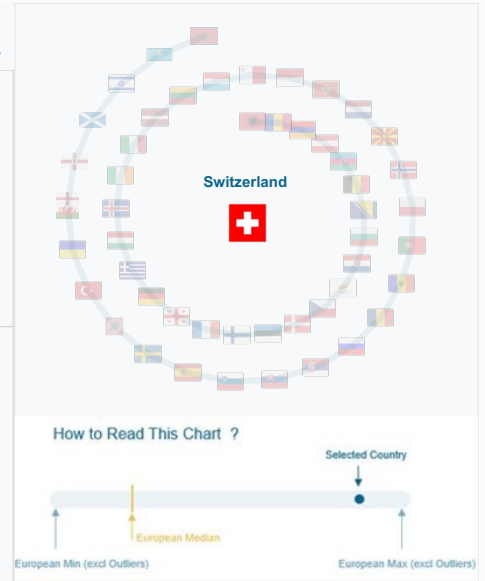 Switzerland
How to Read This Chart ?
Selected Country
European Median
European Min (excl Outliers)
European Max (excl Outliers)